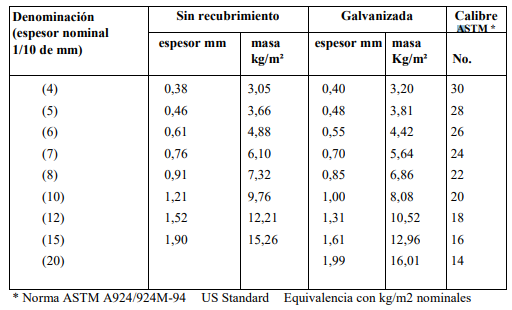 Denominación Sin recubrimiento Galvanizada Calibre
(espesor nominal ASTM *
1/10 de mm) espesor mm masa espesor mm masa
kg/m² Kg/m² No.
(4) 0,38 3,05 0,40 3,20 30
(5) 0,46 3,66 0,48 3,81 28
(6) 0,61 4,88 0,55 4,42 26
(7) 0,76 6,10 0,70 5,64 24
(8) 0,91 7,32 0,85 6,86 22
(10) 1,21 9,76 1,00 8,08 20
(12) 1,52 12,21 1,31 10,52 18
(15) 1,90 15,26 1,61 12,96 16
(20) 1,99 16,01 14
* Norma ASTM A924/924M-94 US Standard Equivalencia con kg/m2 nominales